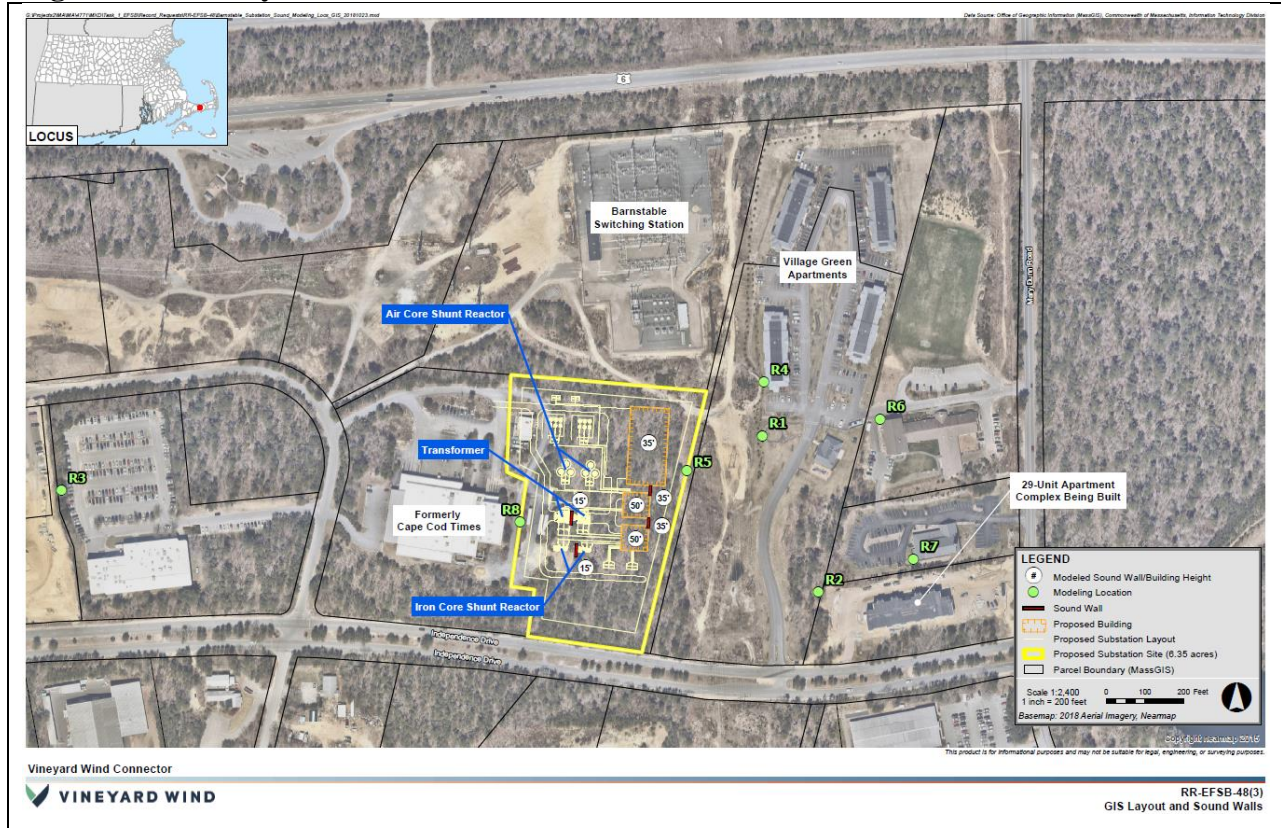 Data Source: Office of Geographic Information (MassGIS), Commonwealth of Massachusetts, Information Technology Division
LOCUS
6
Barnstable
Switching Station
Village Green
Apartments
Mary Dunn Road
Air Core Shunt Reactor
R4
R6
R1
35'
Transformer
R5
R3
29-Unit Apartment
Complex Being Built
15'
50'
35'
Formerly
Cape Cod Times
R8
35'
50'
15'
R7
R2
Iron Core Shunt Reactor
Independence Drive
Independence Drive
LEGEND
# Modeled Sound Wall/Building Height
Modeling Location
Sound Wall
Proposed Building
Proposed Substation Layout
Proposed Substation Site (6.35 acres)
Parcel Boundary (MassGIS)
Scale 1:2,400
1 inch = 200 feet
0 100 200 Feet
Basemap: 2018 Aerial Imagery, Nearmap
Copyright nearmap 2015
This product is for informational purposes and may not be suitable for legal, engineering, or surveying purposes.
Vineyard Wind Connector
VINEYARD WIND
RR-EFSB-48(3)
GIS Layout and Sound Walls